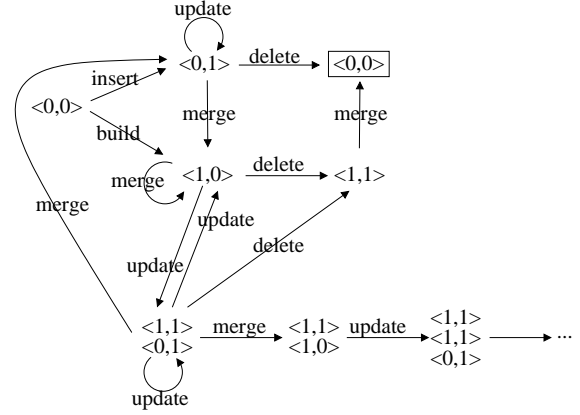 update
<0,1>
delete
<0,0>
insert
<0,0>
merge
merge
build
merge
<1,0>
delete
<1,1>
merge
update
update
delete
<1,1>
<0,1>
merge
<1,1>
<1,0>
update
<1,1>
<1,1>
<0,1>
...
update